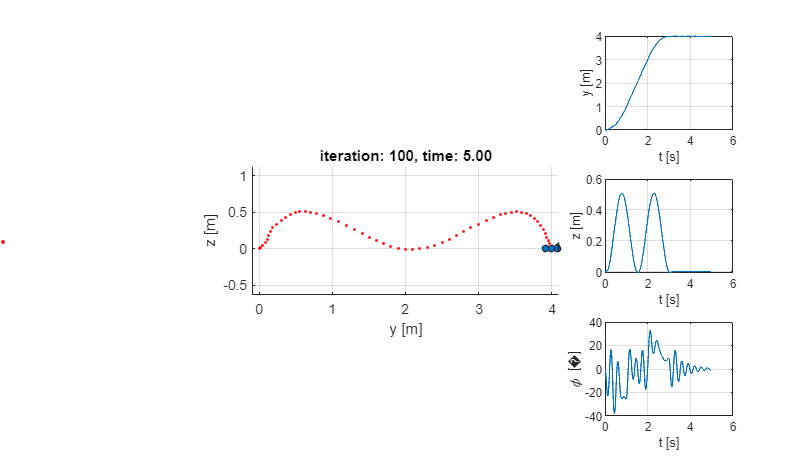 iteration: 100, time: 5.00
z [m]
1
0.5
0
-0.5
0 1 2 3 4
y [m]
y [m]
4
3
2
1
0
0 2 4 6
t [s]
z [m]
0.6
0.4
0.2
0
0 2 4 6
t [s]
ϕ [�]
40
20
0
-20
-40
0 2 4 6
t [s]